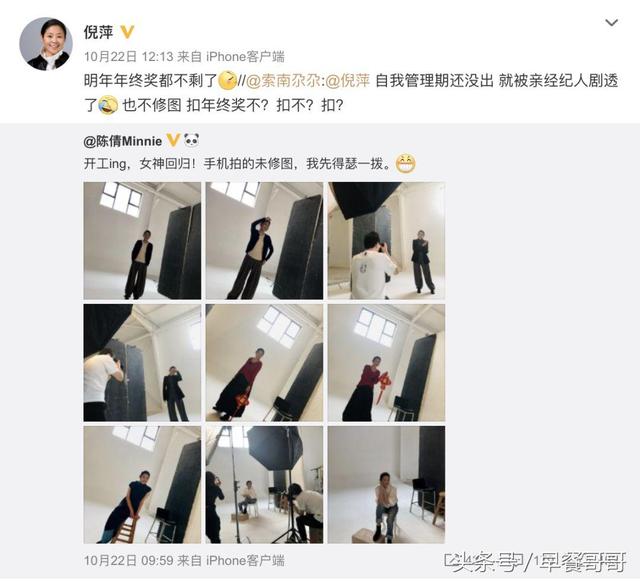 倪萍
10月22日 12:13 来自 iPhone客户端
明年年终奖都不剩了//@索南尕尕:@倪萍 自我管理期还没出 就被亲经纪人剧透
了 也不修图 扣年终奖不？扣不？扣？
@陈倩Minnie
开工ing，女神回归！手机拍的未修图，我先得瑟一拨。
10月22日 09:59 来自 iPhone客户端
头条号/早餐哥哥